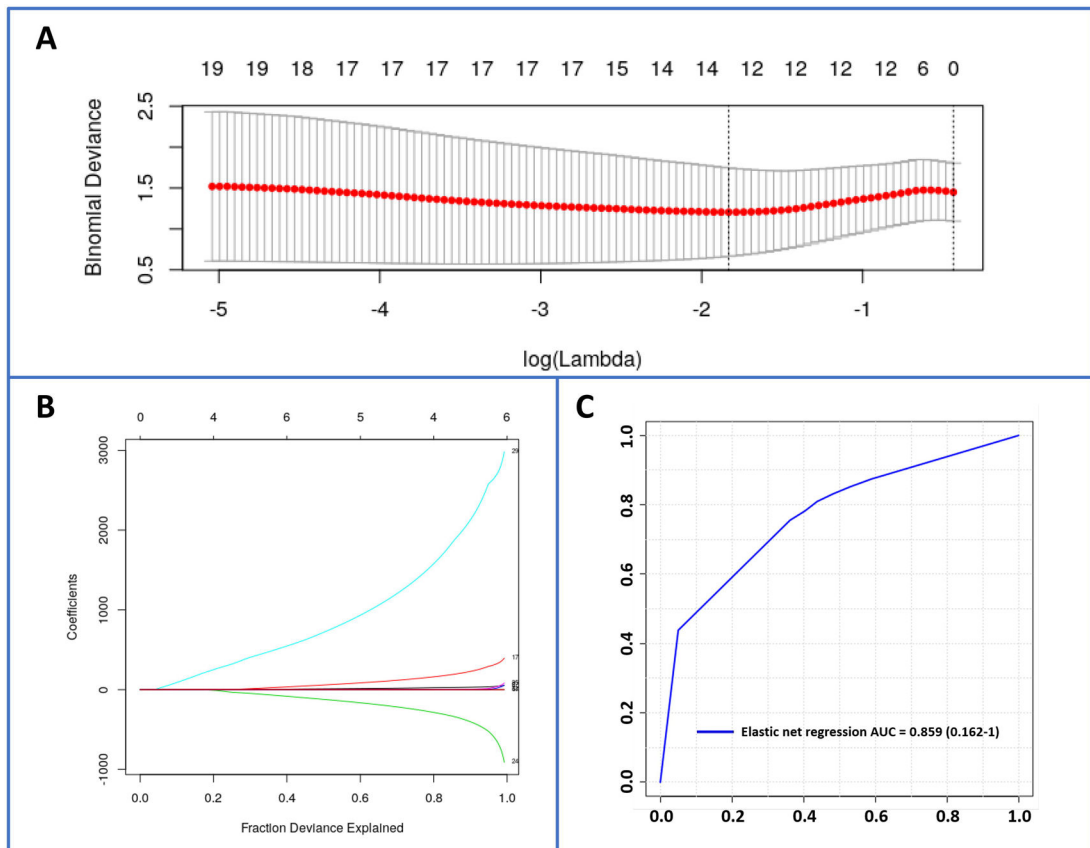 A
19 19 18 17 17 17 17 17 17 15 14 14 12 12 12 12 6 0
2.5
1.5
0.5
Binomial Deviance
-5 -4 -3 -2 -1
log(Lambda)
B
0 4 6 5 4 6
3000
2000
1000
0
-1000
Coefficients
29
17
24
0.0 0.2 0.4 0.6 0.8 1.0
Fraction Deviance Explained
C
1.0
0.8
0.6
0.4
0.2
0.0
Elastic net regression AUC = 0.859 (0.162-1)
0.0 0.2 0.4 0.6 0.8 1.0